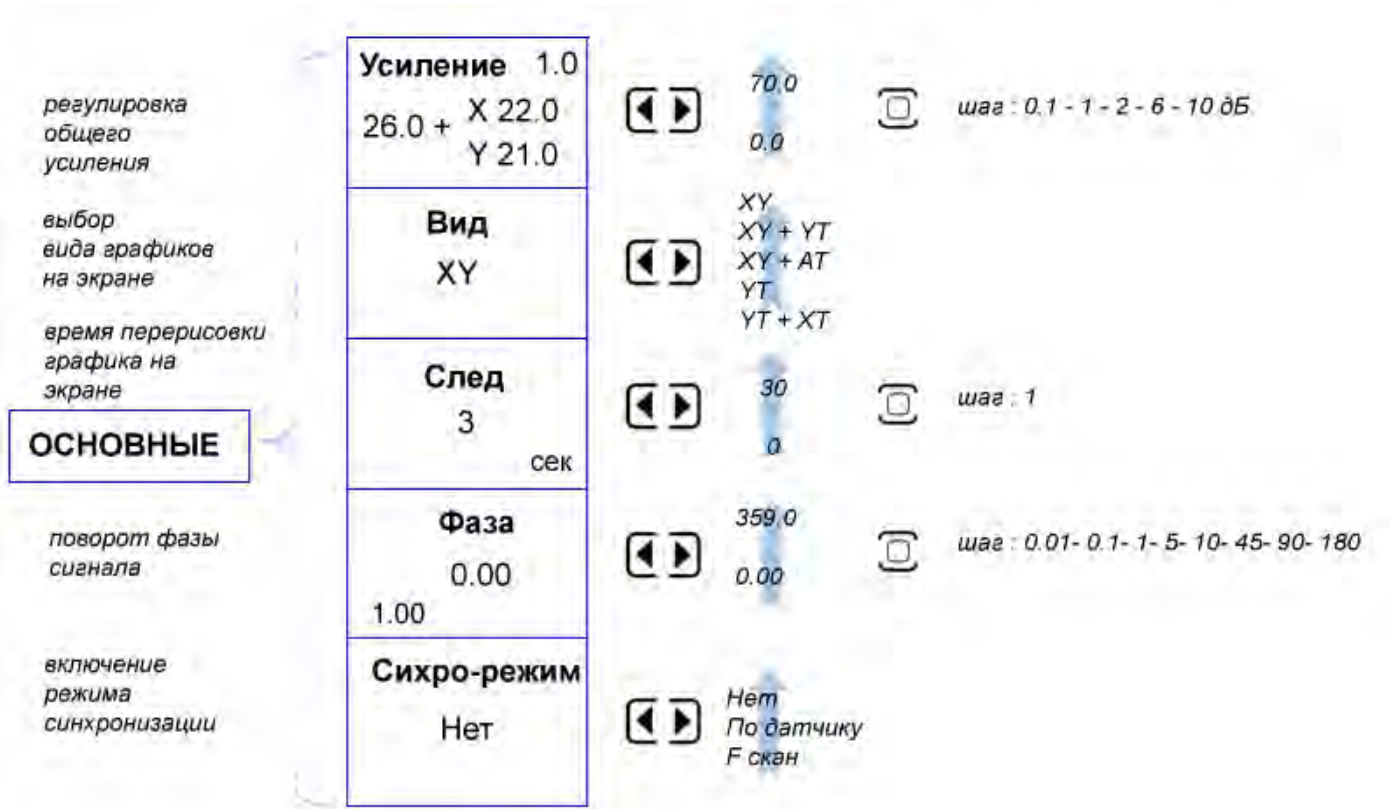 регулировка
общего
усиления
Усиление 1.0
26.0 + X 22.0
Y 21.0
70.0
0.0
шаг : 0.1 - 1 - 2 - 6 - 10 дБ
выбор
вида графиков
на экране
Вид
XY
XY
XY + YT
XY + AT
YT
YT + XT
время перерисовки
графика на
экране
След
3
сек
30
0
шаг : 1
ОСНОВНЫЕ
поворот фазы
сигнала
Фаза
0.00
1.00
359.0
0.00
шаг : 0.01- 0.1- 1- 5- 10- 45- 90- 180
включение
режима
синхронизации
Сихро-режим
Нет
Нет
По датчику
F скан